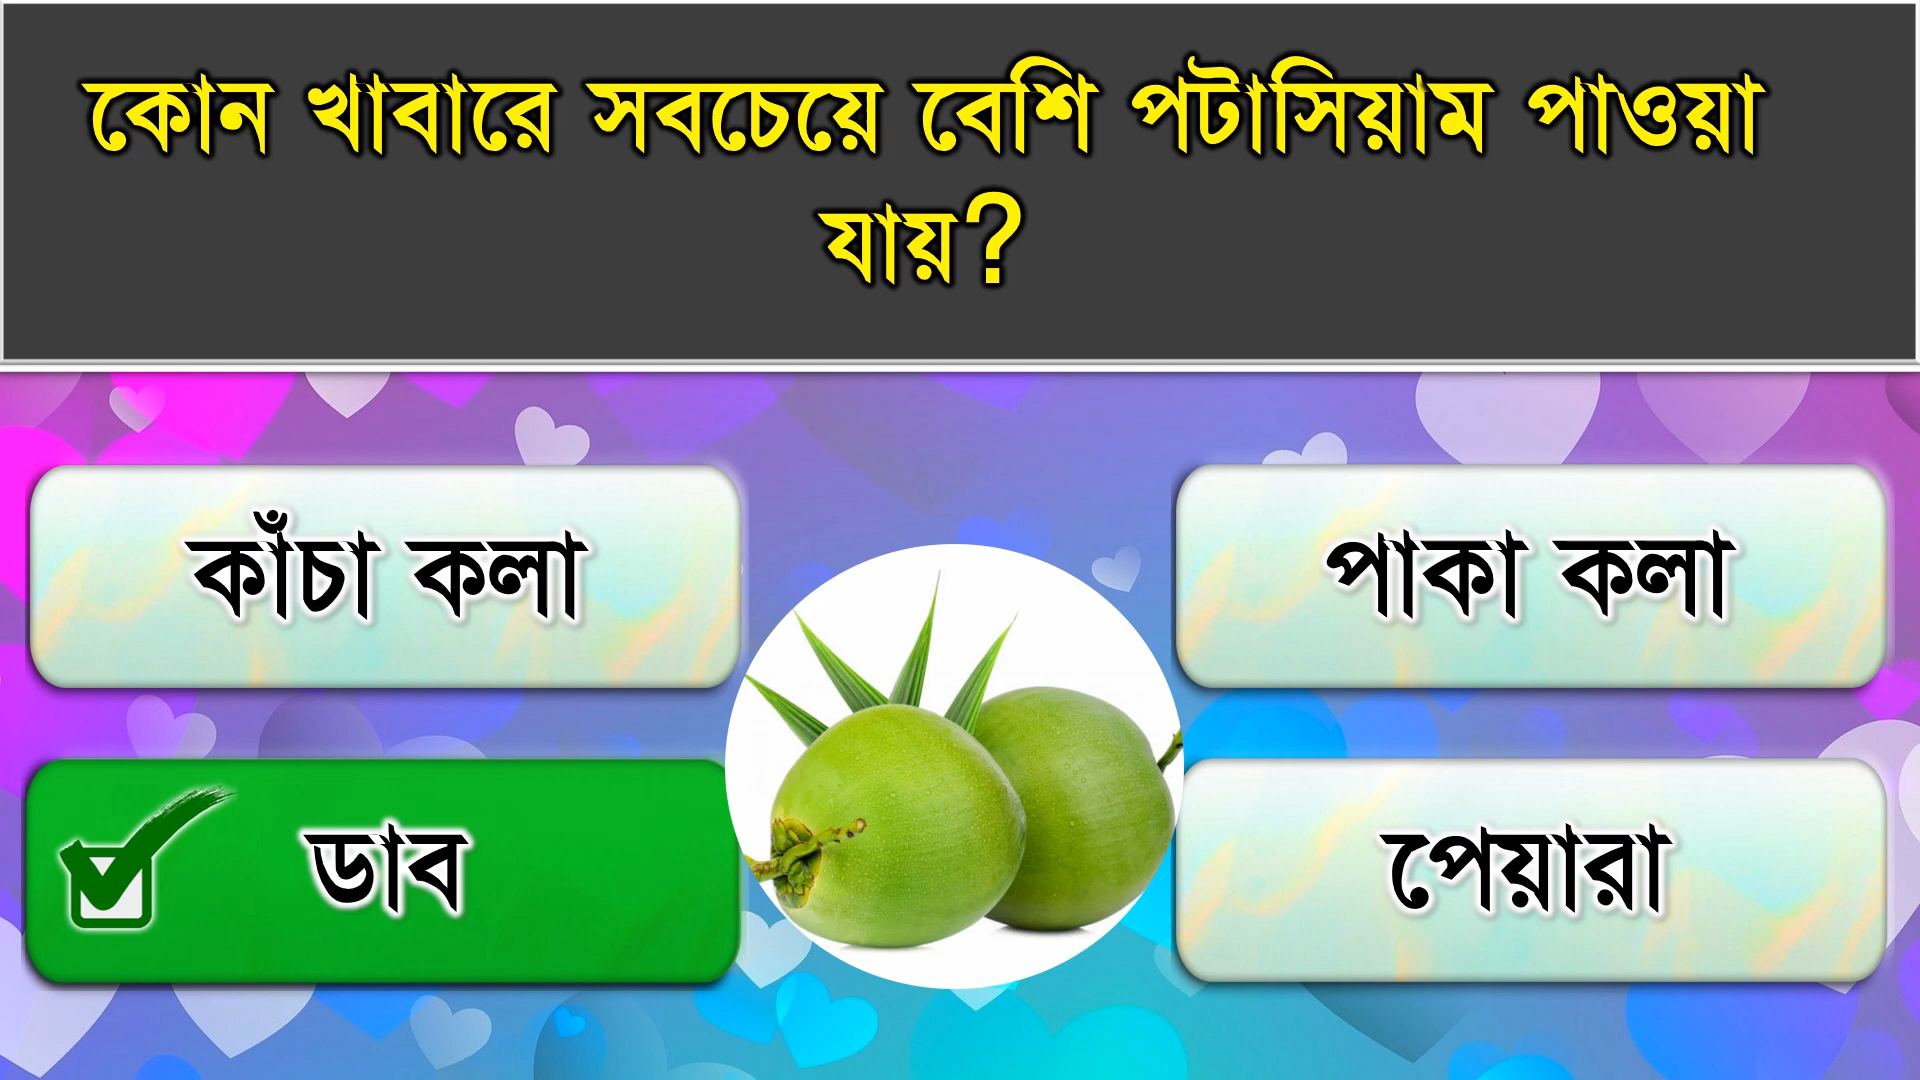 কোন খাবারে সবচেয়ে বেশি পটাসিয়াম পাওয়া
যায়?
কাঁচা কলা
পাকা কলা
ডাব
পেয়ারা